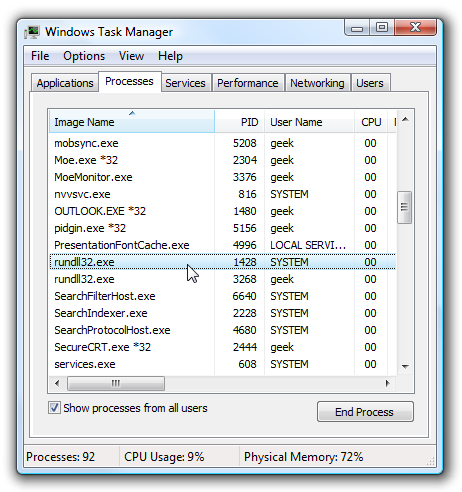 Windows Task Manager
File Options View Help
Applications Processes Services Performance Networking Users
Image Name PID User Name CPU
mobsync.exe 5208 geek 00
Moe.exe *32 2304 geek 00
MoeMonitor.exe 3376 geek 00
nvvsvc.exe 816 SYSTEM 00
OUTLOOK.EXE *32 1480 geek 00
pidgin.exe *32 5156 geek 00
PresentationFontCache.exe 4996 LOCAL SERVI... 00
rundll32.exe 1428 SYSTEM 00
rundll32.exe 3268 geek 00
SearchFilterHost.exe 6640 SYSTEM 00
SearchIndexer.exe 2228 SYSTEM 00
SearchProtocolHost.exe 4680 SYSTEM 00
SecureCRT.exe *32 2444 geek 00
services.exe 608 SYSTEM 00
Show processes from all users End Process
Processes: 92 CPU Usage: 9% Physical Memory: 72%